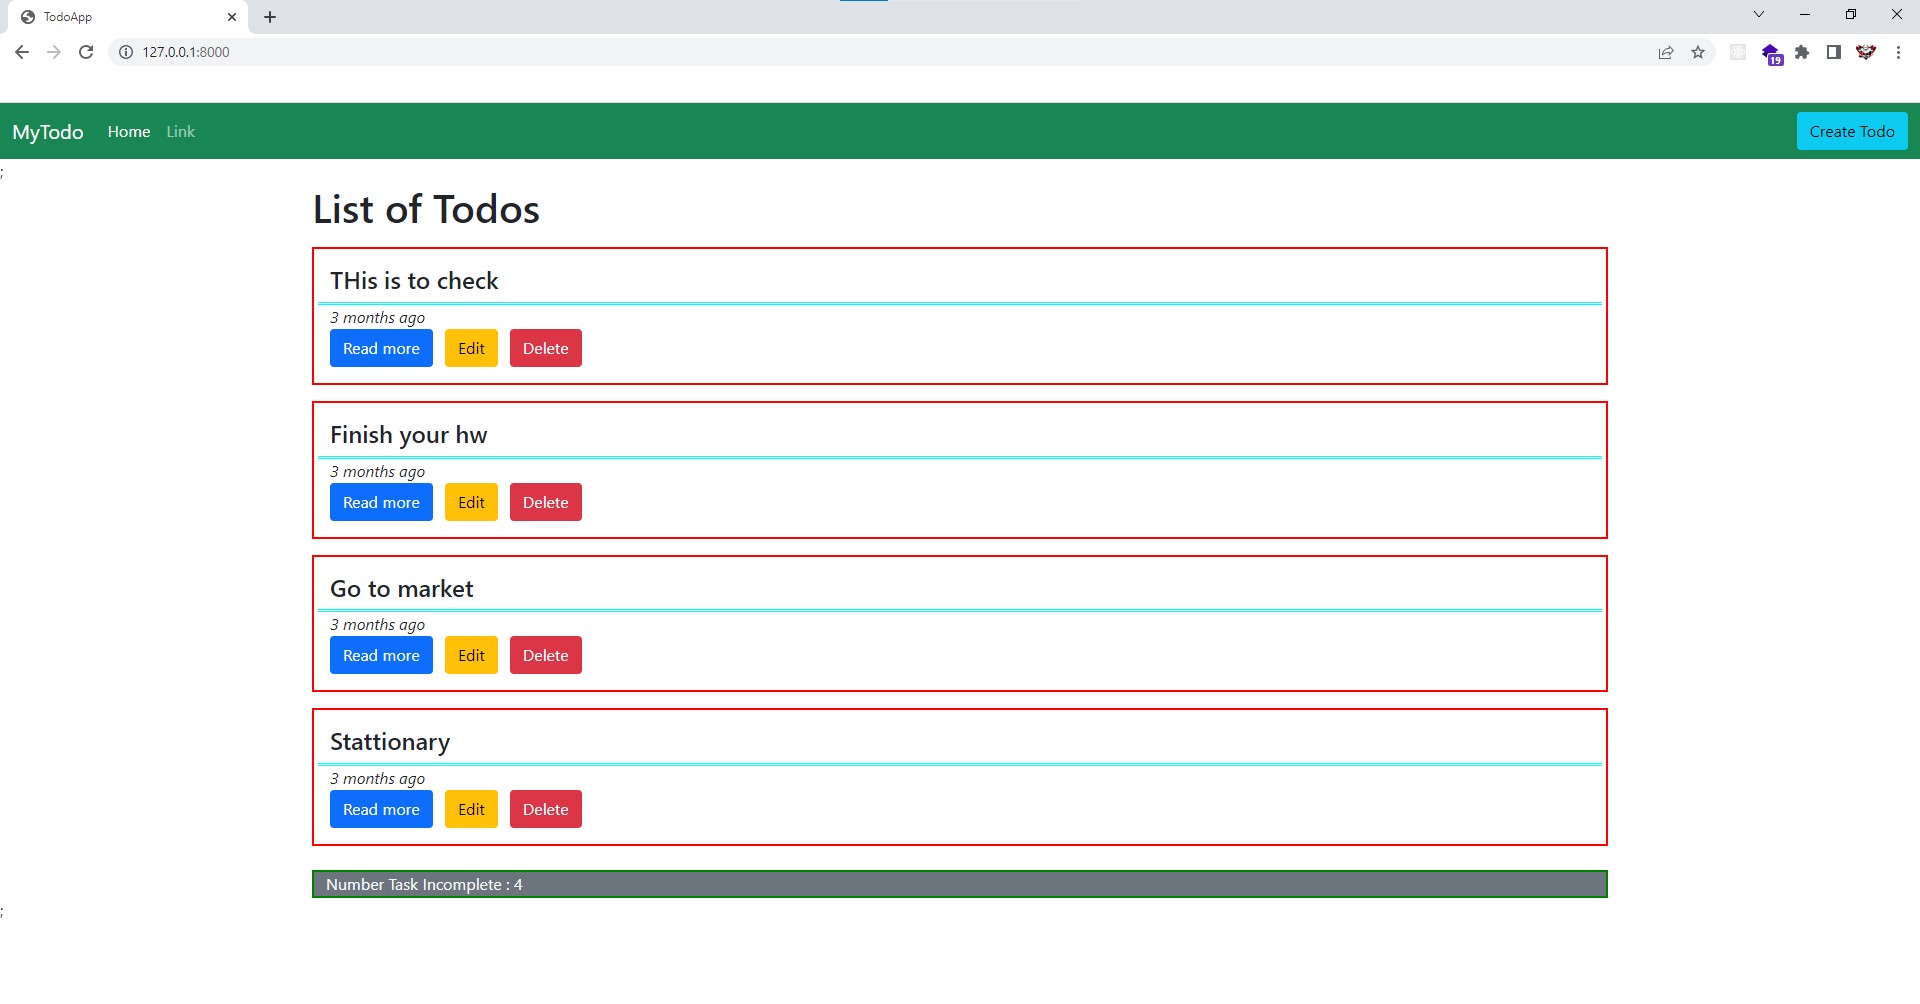 TodoApp
127.0.0.1:8000
19
MyTodo Home Link Create Todo
;
List of Todos
THis is to check
3 months ago
Read more Edit Delete
Finish your hw
3 months ago
Read more Edit Delete
Go to market
3 months ago
Read more Edit Delete
Stattionary
3 months ago
Read more Edit Delete
Number Task Incomplete : 4
;